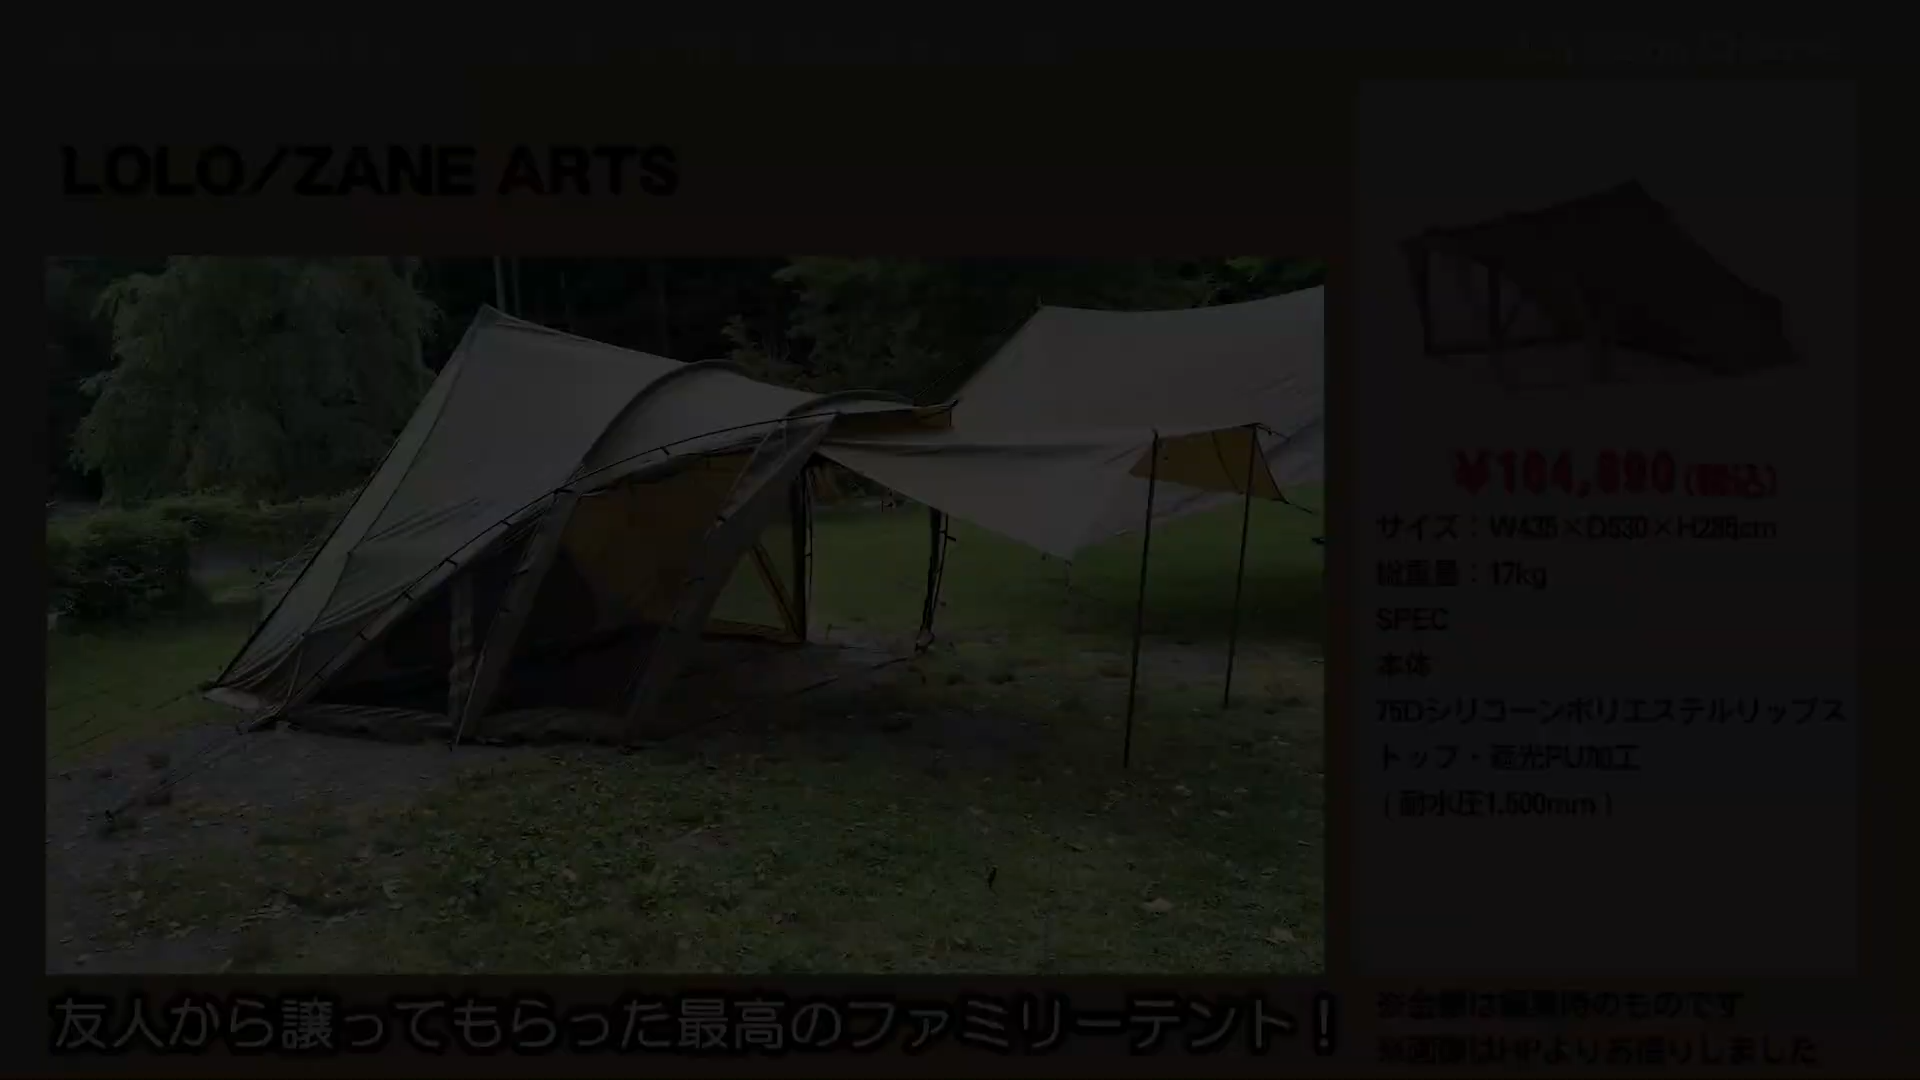 LOLO/ZANE ARTS
¥104,890(税込)
サイズ：W435×D530×H285cm
総重量：17kg
SPEC
本体
75Dシリコーンポリエステルリップス
トップ・遮光PU加工
(耐水圧1.500mm)
友人から譲ってもらった最高のファミリーテント！
※金額は編集時のものです
※画像はHPよりお借りしました